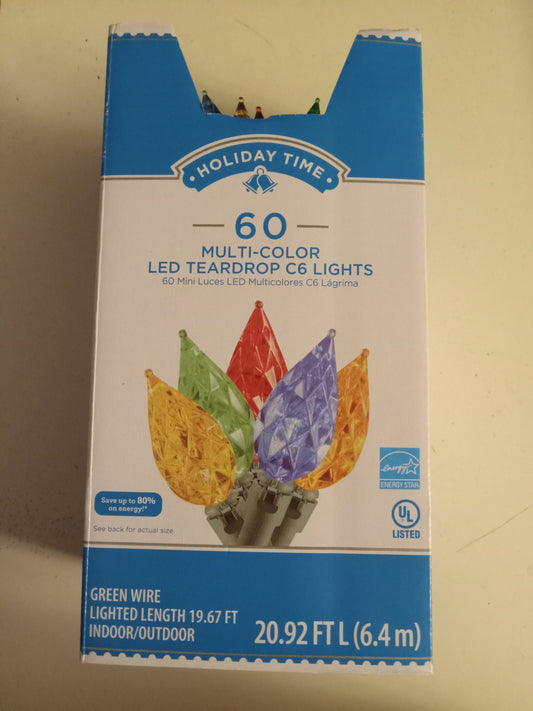 HOLIDAY TIME
60
MULTI-COLOR
LED TEARDROP C6 LIGHTS
60 Mini Luces LED Multicolores C6 Lágrima
energy
ENERGY STAR
Save up to 80%
on energy!*
See back for actual size.
UL
LISTED
GREEN WIRE
LIGHTED LENGTH 19.67 FT
INDOOR/OUTDOOR
20.92 FT L (6.4 m)